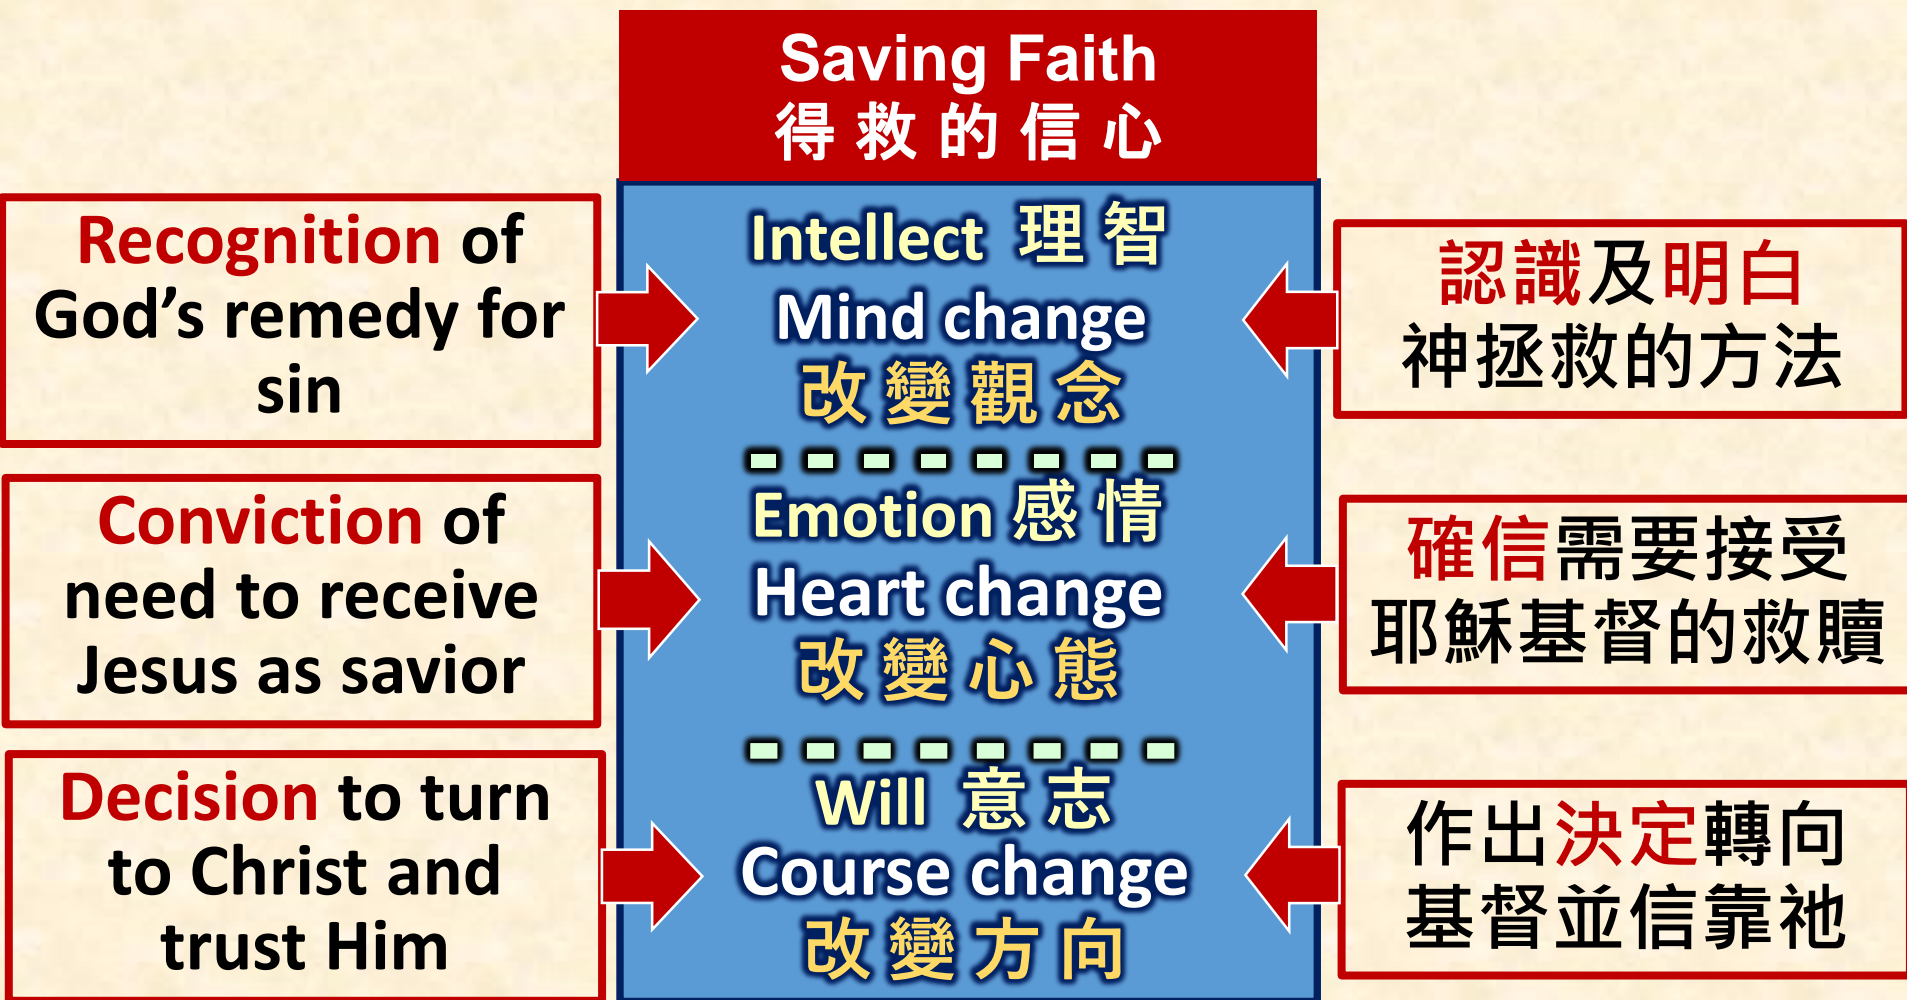 Saving Faith
得救的信心
Recognition of
God’s remedy for
sin
Intellect 理智
Mind change
改變觀念
認識及明白
神拯救的方法
Conviction of
need to receive
Jesus as savior
Emotion 感情
Heart change
改變心態
確信需要接受
耶穌基督的救贖
Decision to turn
to Christ and
trust Him
Will 意志
Course change
改變方向
作出決定轉向
基督並信靠祂